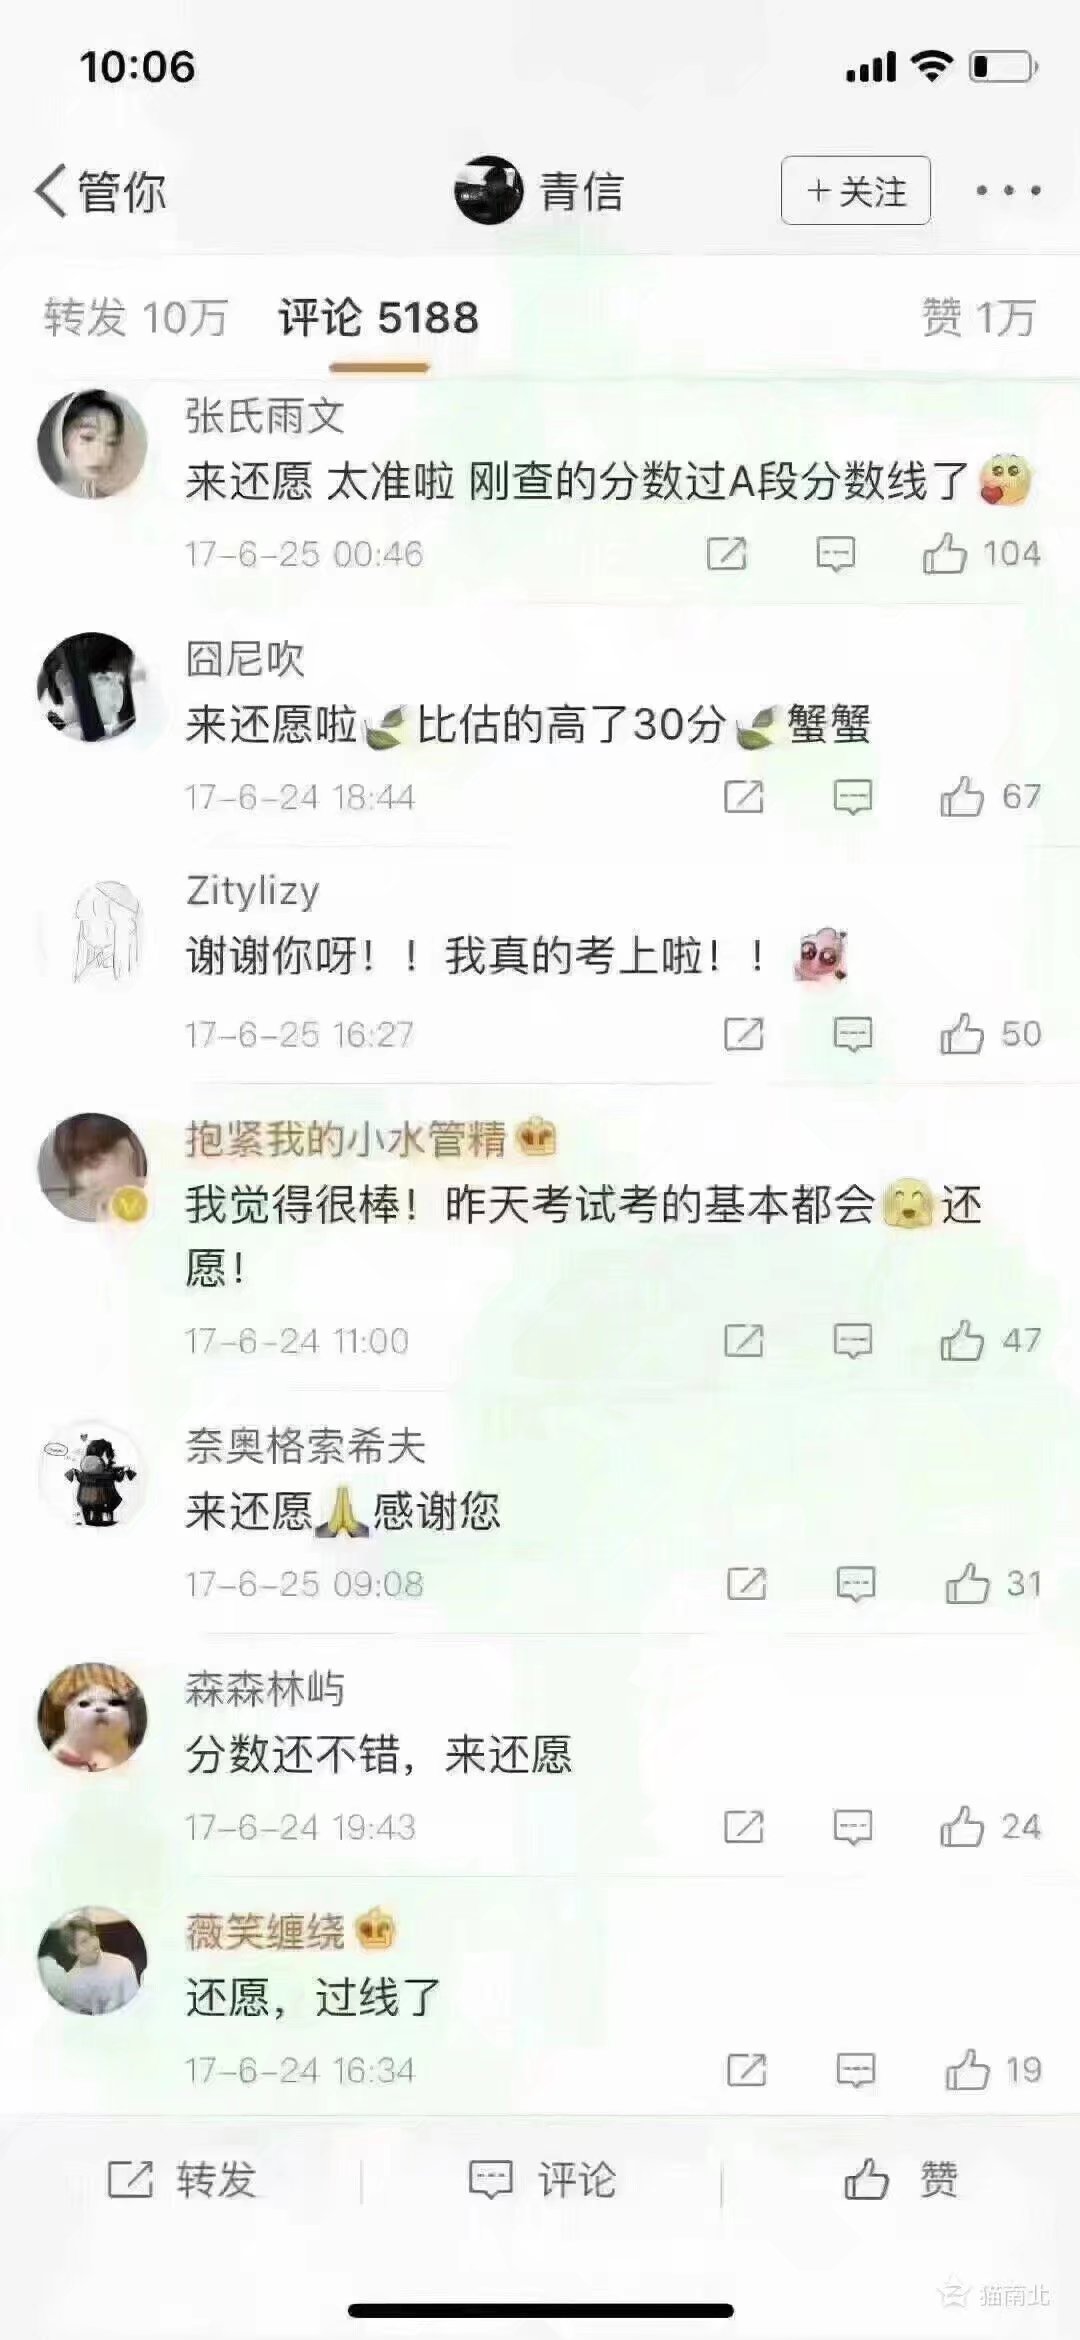 10:06
管你
青信
+关注
转发 10万 评论 5188 赞 1万
张氏雨文
来还愿 太准啦 刚查的分数过A段分数线了
17-6-25 00:46 104
囧尼吹
来还愿啦🍃比估的高了30分🍃蟹蟹
17-6-24 18:44 67
Zitylizy
谢谢你呀！！我真的考上啦！！
17-6-25 16:27 50
抱紧我的小水管精
我觉得很棒！昨天考试考的基本都会🤗还
愿！
17-6-24 11:00 47
奈奥格索希夫
来还愿🙏感谢您
17-6-25 09:08 31
森森林屿
分数还不错，来还愿
17-6-24 19:43 24
薇笑缠绕
还愿，过线了
17-6-24 16:34 19
转发 评论 赞
猫南北